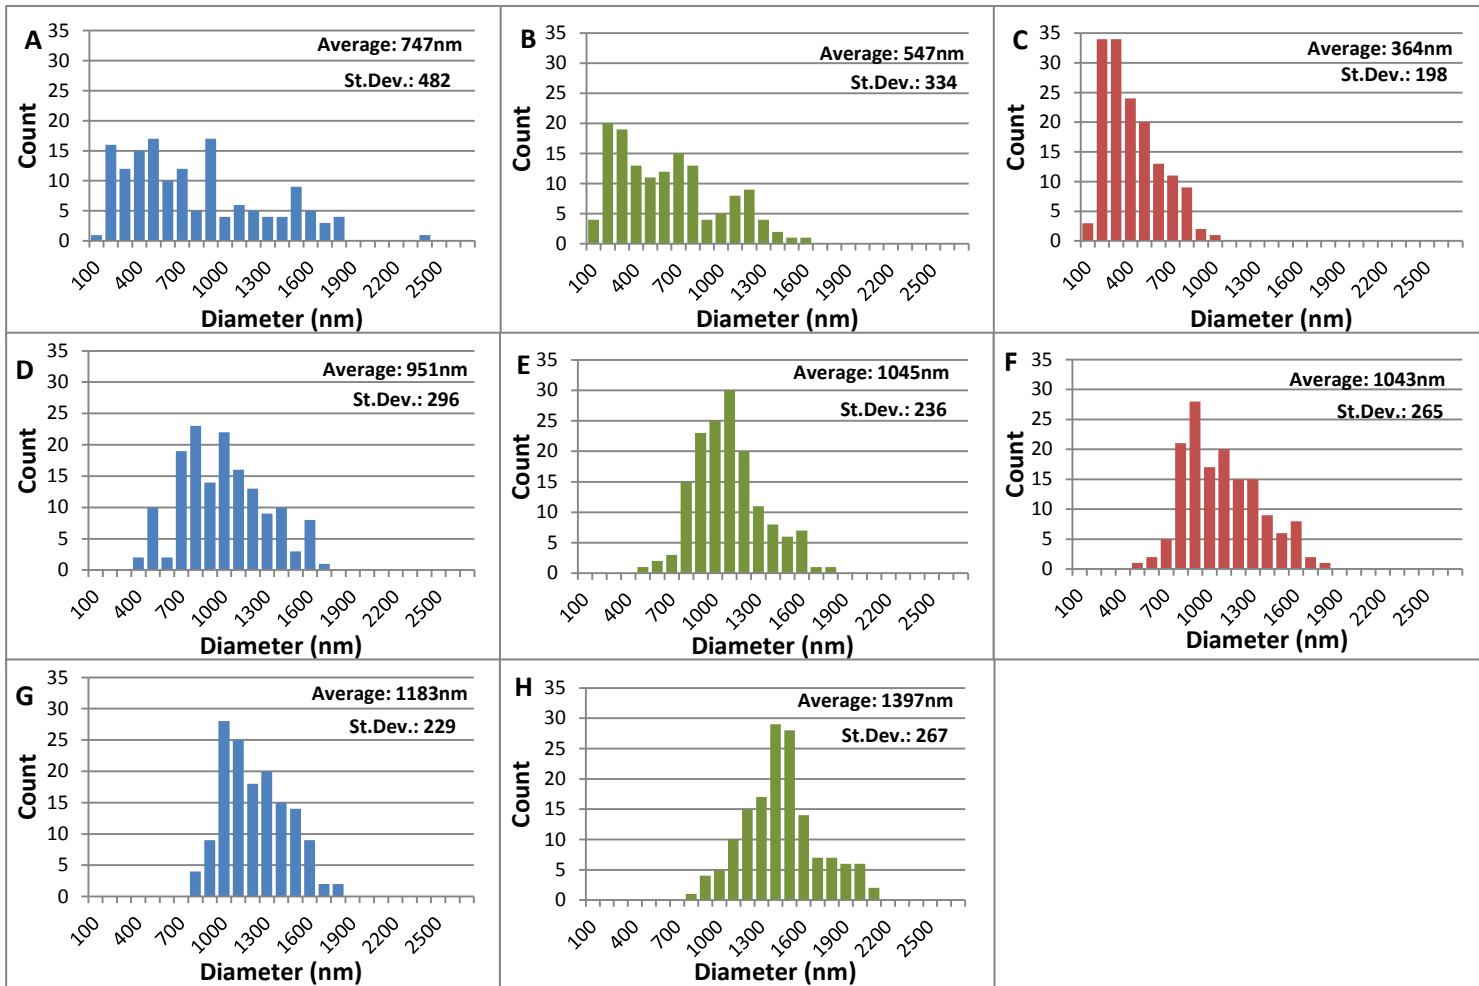 A
Average: 747nm
St.Dev.: 482
35
30
25
20
15
10
5
0
Count
100 400 700 1000 1300 1600 1900 2200 2500
Diameter (nm)
B
Average: 547nm
St.Dev.: 334
35
30
25
20
15
10
5
0
Count
100 400 700 1000 1300 1600 1900 2200 2500
Diameter (nm)
C
Average: 364nm
St.Dev.: 198
35
30
25
20
15
10
5
0
Count
100 400 700 1000 1300 1600 1900 2200 2500
Diameter (nm)
D
Average: 951nm
St.Dev.: 296
35
30
25
20
15
10
5
0
Count
100 400 700 1000 1300 1600 1900 2200 2500
Diameter (nm)
E
Average: 1045nm
St.Dev.: 236
35
30
25
20
15
10
5
0
Count
100 400 700 1000 1300 1600 1900 2200 2500
Diameter (nm)
F
Average: 1043nm
St.Dev.: 265
35
30
25
20
15
10
5
0
Count
100 400 700 1000 1300 1600 1900 2200 2500
Diameter (nm)
G
Average: 1183nm
St.Dev.: 229
35
30
25
20
15
10
5
0
Count
100 400 700 1000 1300 1600 1900 2200 2500
Diameter (nm)
H
Average: 1397nm
St.Dev.: 267
35
30
25
20
15
10
5
0
Count
100 400 700 1000 1300 1600 1900 2200 2500
Diameter (nm)